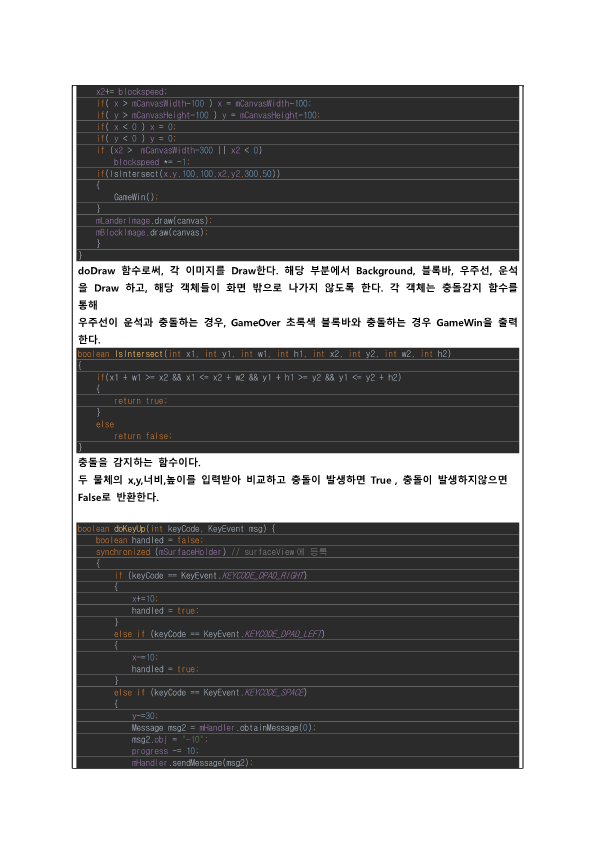 x2+= blockspeed;
if( x > mCanvasWidth-100 ) x = mCanvasWidth-100;
if( y > mCanvasHeight-100 ) y = mCanvasHeight-100;
if( x < 0 ) x = 0;
if( y < 0 ) y = 0;
if (x2 >  mCanvasWidth-300 || x2 < 0)
blockspeed *= -1;
if(IsIntersect(x,y,100,100,x2,y2,300,50))
{
GameWin();
}
mLanderImage.draw(canvas);
mBlockImage.draw(canvas);
}
}
doDraw 함수로써, 각 이미지를 Draw한다. 해당 부분에서 Background, 블록바, 우주선, 운석
을 Draw 하고, 해당 객체들이 화면 밖으로 나가지 않도록 한다. 각 객체는 충돌감지 함수를
통해
우주선이 운석과 충돌하는 경우, GameOver 초록색 블록바와 충돌하는 경우 GameWin을 출력
한다.
boolean IsIntersect(int x1, int y1, int w1, int h1, int x2, int y2, int w2, int h2)
{
if(x1 + w1 >= x2 && x1 <= x2 + w2 && y1 + h1 >= y2 && y1 <= y2 + h2)
{
return true;
}
else
return false;
}
충돌을 감지하는 함수이다.
두 물체의 x,y,너비,높이를 입력받아 비교하고 충돌이 발생하면 True , 충돌이 발생하지않으면
False로 반환한다.
boolean doKeyUp(int keyCode, KeyEvent msg) {
boolean handled = false;
synchronized (mSurfaceHolder) // surfaceView에 등록
{
if (keyCode == KeyEvent.KEYCODE_DPAD_RIGHT)
{
x+=10;
handled = true;
}
else if (keyCode == KeyEvent.KEYCODE_DPAD_LEFT)
{
x-=10;
handled = true;
}
else if (keyCode == KeyEvent.KEYCODE_SPACE)
{
y-=30;
Message msg2 = mHandler.obtainMessage(0);
msg2.obj = "-10";
progress -= 10;
mHandler.sendMessage(msg2);